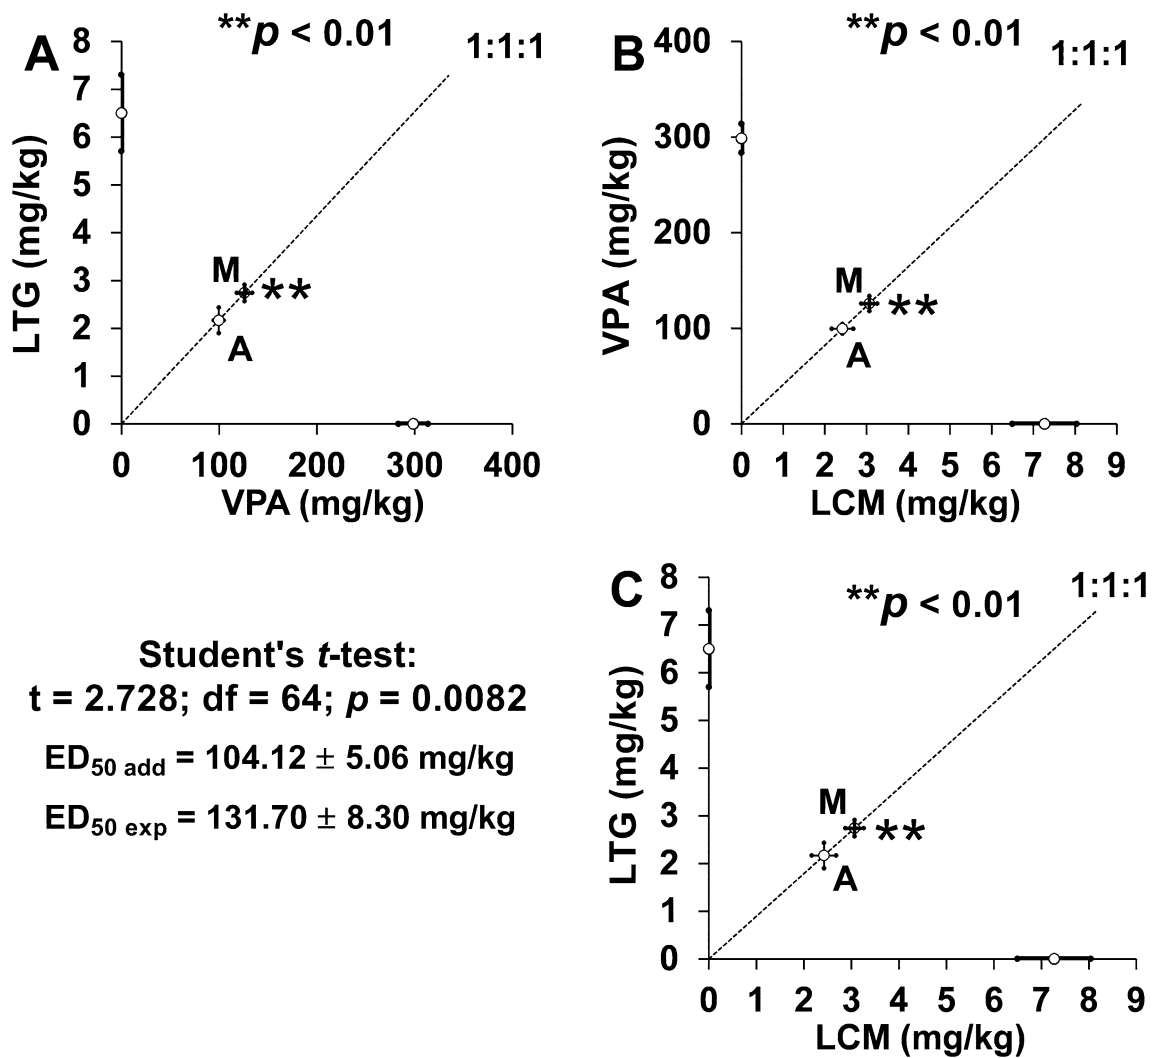 A
**p < 0.01
1:1:1
8
7
6
5
4
3
2
1
0
LTG (mg/kg)
M
**
A
0 100 200 300 400
VPA (mg/kg)
B
**p < 0.01
1:1:1
400
300
200
100
0
VPA (mg/kg)
M
**
A
0 1 2 3 4 5 6 7 8 9
LCM (mg/kg)
Student's t-test:
t = 2.728; df = 64; p = 0.0082
ED50 add = 104.12 ± 5.06 mg/kg
ED50 exp = 131.70 ± 8.30 mg/kg
C
**p < 0.01
1:1:1
8
7
6
5
4
3
2
1
0
LTG (mg/kg)
M
**
A
0 1 2 3 4 5 6 7 8 9
LCM (mg/kg)